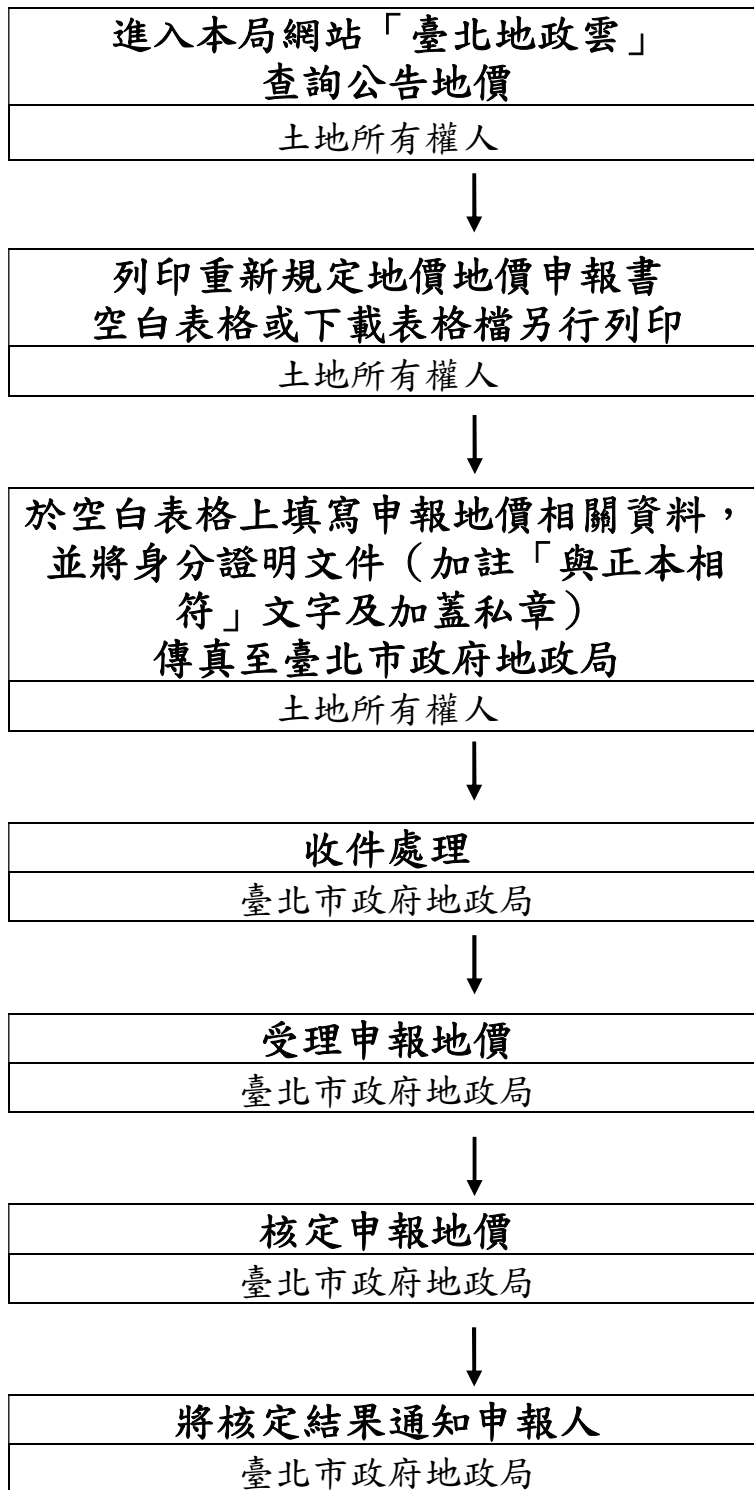 進入本局網站「臺北地政雲」
查詢公告地價
土地所有權人
列印重新規定地價地價申報書
空白表格或下載表格檔另行列印
土地所有權人
於空白表格上填寫申報地價相關資料，
並將身分證明文件（加註「與正本相
符」文字及加蓋私章）
傳真至臺北市政府地政局
土地所有權人
收件處理
臺北市政府地政局
受理申報地價
臺北市政府地政局
核定申報地價
臺北市政府地政局
將核定結果通知申報人
臺北市政府地政局